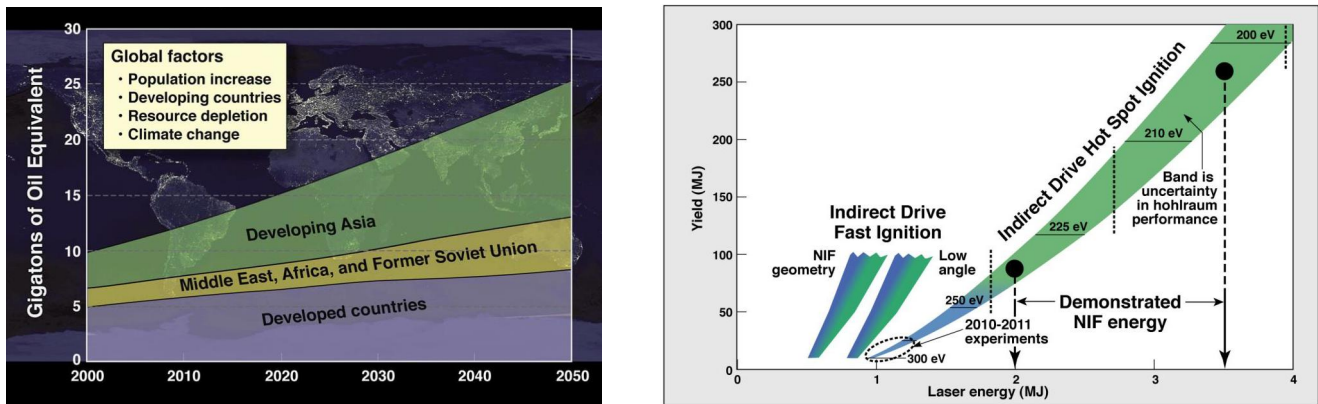 Gigatons of Oil Equivalent
30
25
20
15
10
5
0
2000
2010
2020
2030
2040
2050
Global factors
· Population increase
· Developing countries
· Resource depletion
· Climate change
Developing Asia
Middle East, Africa, and Former Soviet Union
Developed countries
Yield (MJ)
300
250
200
150
100
50
0
0
1
2
3
4
Laser energy (MJ)
Indirect Drive Hot Spot Ignition
200 eV
210 eV
225 eV
250 eV
300 eV
Band is
uncertainty
in hohlraum
performance
Indirect Drive
Fast Ignition
NIF
geometry
Low
angle
2010-2011
experiments
Demonstrated
NIF energy